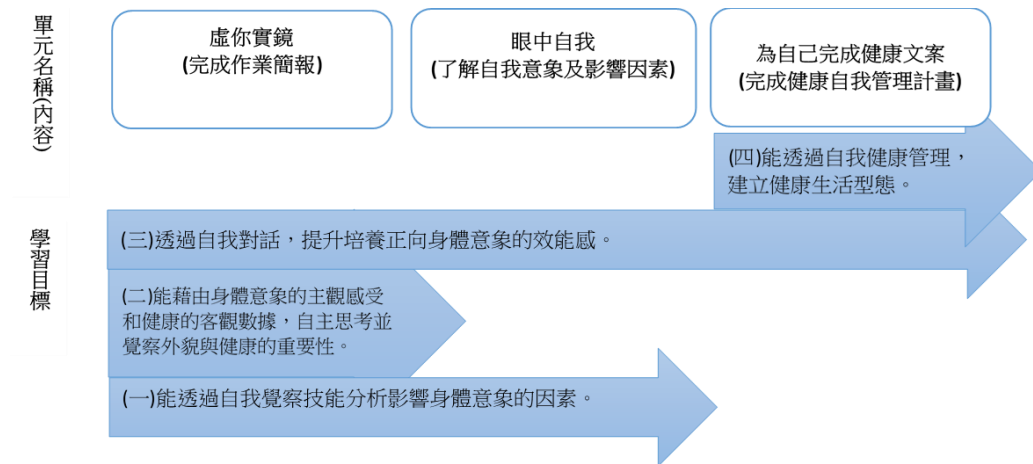 單元名稱(內容)
虛你實鏡
(完成作業簡報)
眼中自我
(了解自我意象及影響因素)
為自己完成健康文案
(完成健康自我管理計畫)
(四)能透過自我健康管理，
建立健康生活型態。
學習目標
(三)透過自我對話，提升培養正向身體意象的效能感。
(二)能藉由身體意象的主觀感受
和健康的客觀數據，自主思考並
覺察外貌與健康的重要性。
(一)能透過自我覺察技能分析影響身體意象的因素。